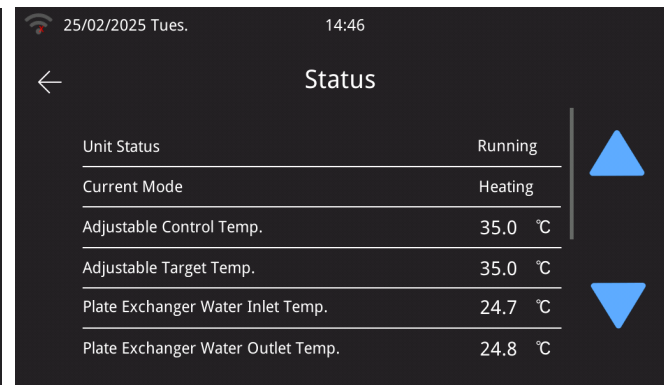 25/02/2025 Tues. 14:46
Status
Unit Status Running
Current Mode Heating
Adjustable Control Temp. 35.0 ℃
Adjustable Target Temp. 35.0 ℃
Plate Exchanger Water Inlet Temp. 24.7 ℃
Plate Exchanger Water Outlet Temp. 24.8 ℃